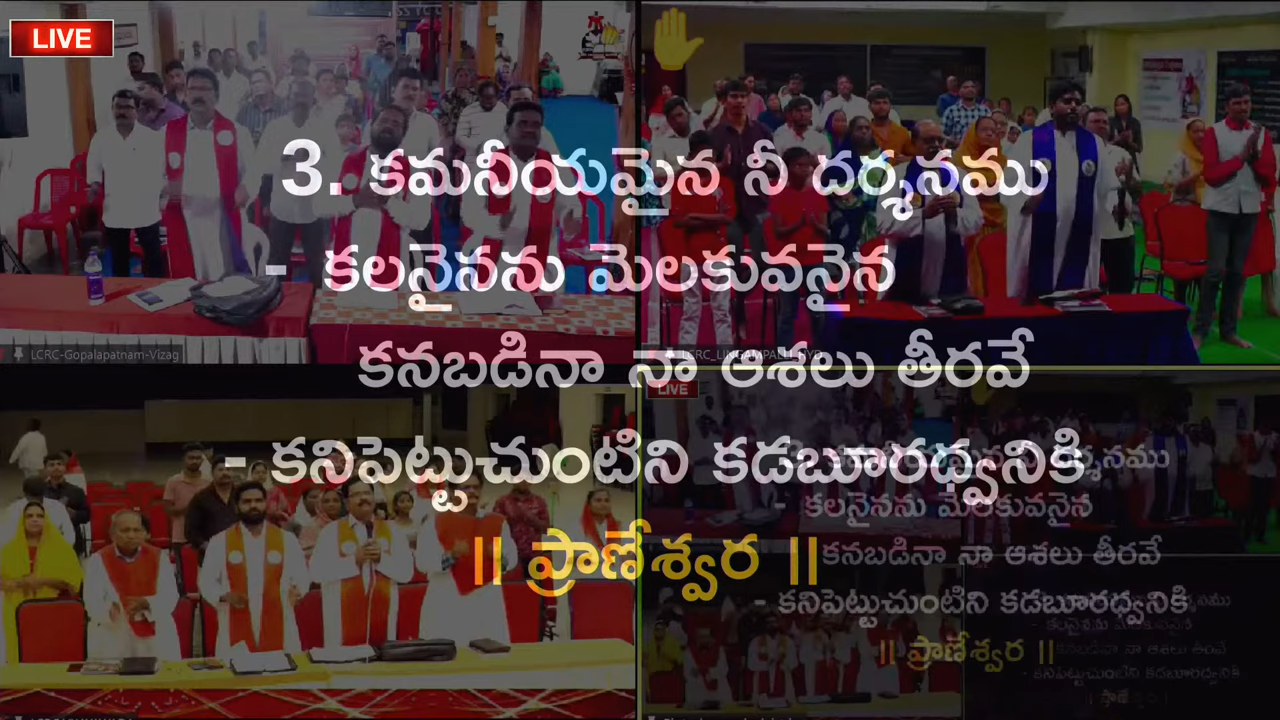 LIVE
3. కమనీయమైన నీ దర్శనము
- కలనైనను మెలకువనైన
కనబడినా నా ఆశలు తీరవే
- కనిపెట్టుచుంటిని కడబూరధ్వనికి
|| ప్రాణేశ్వర ||
LCRC-Gopalapatnam-Vizag
LCRC_LINGAMPALLI_HYD
LIVE
- కలనైనను మెలకువనైన
కనబడినా నా ఆశలు తీరవే
- కనిపెట్టుచుంటిని కడబూరధ్వనికి
|| ప్రాణేశ్వర ||